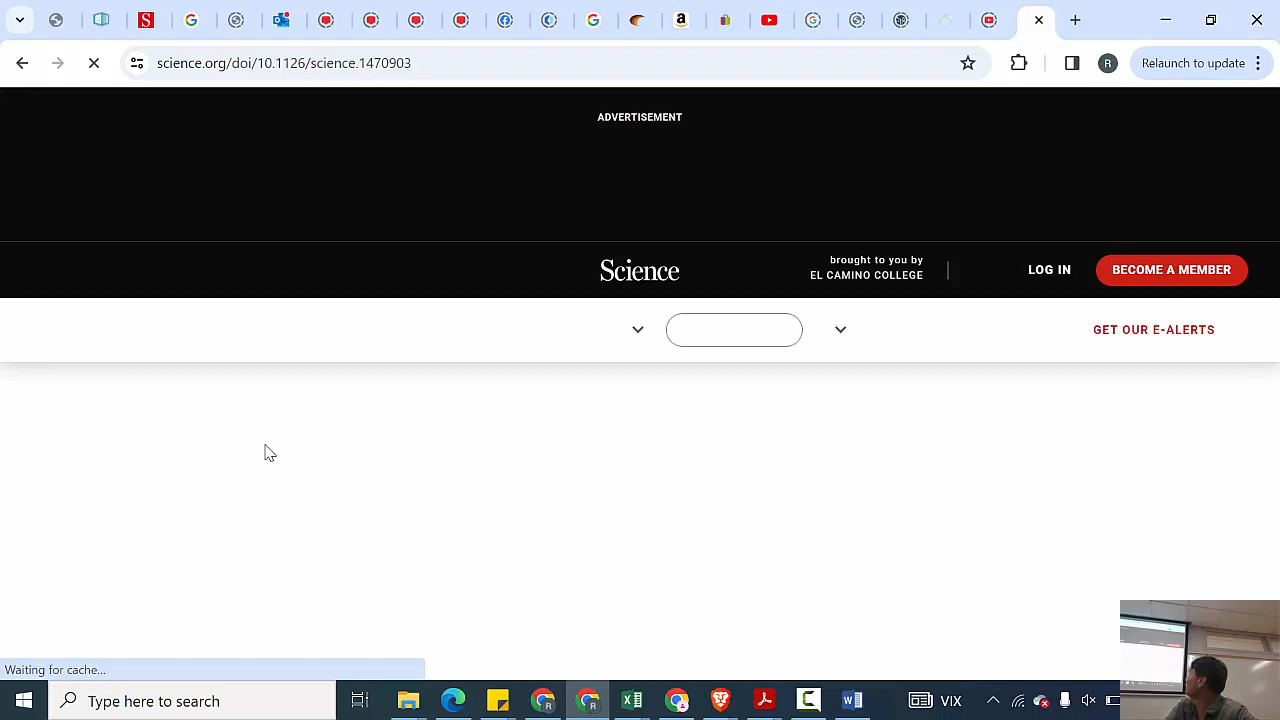 science.org/doi/10.1126/science.1470903
Relaunch to update
ADVERTISEMENT
Science
brought to you by
EL CAMINO COLLEGE
LOG IN
BECOME A MEMBER
GET OUR E-ALERTS
Waiting for cache...
Type here to search
VIX